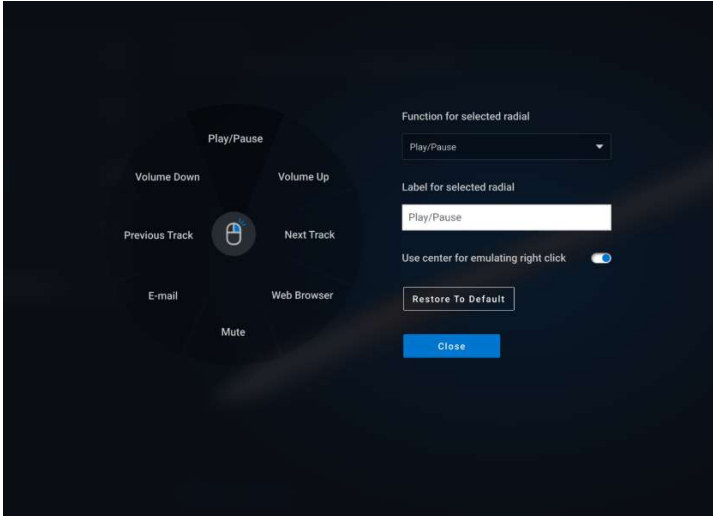 Play/Pause
Volume Down
Volume Up
Previous Track
Next Track
E-mail
Web Browser
Mute
Function for selected radial
Play/Pause
Label for selected radial
Play/Pause
Use center for emulating right click
Restore To Default
Close